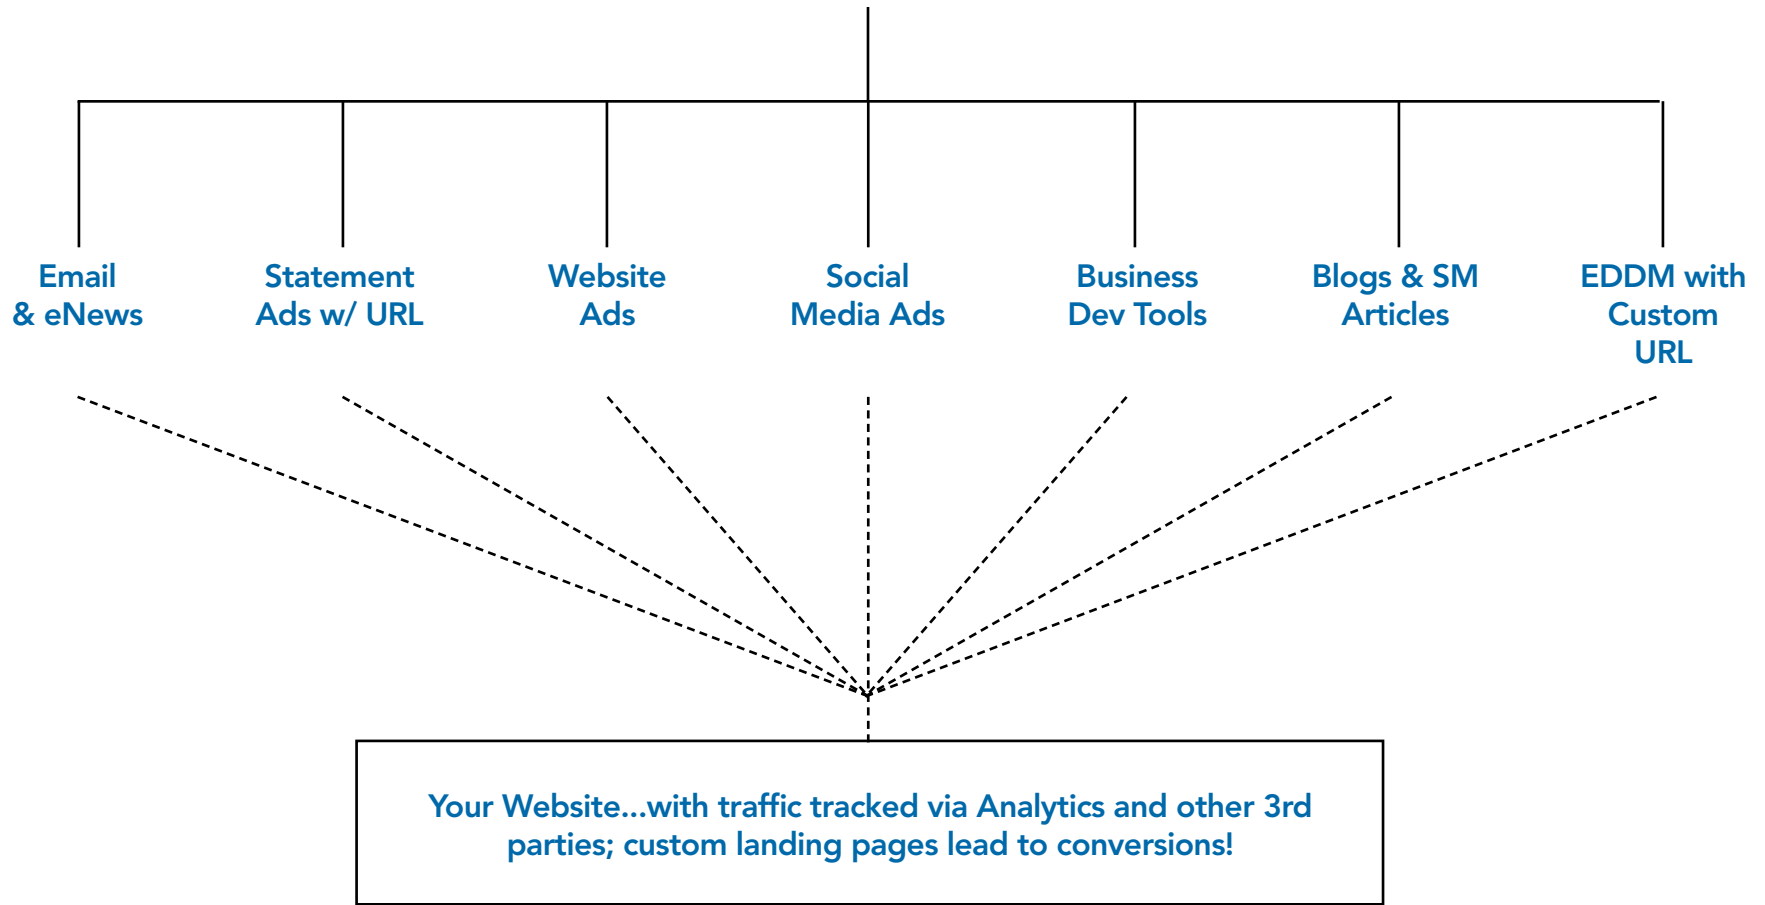 Email
& eNews
Statement
Ads w/ URL
Website
Ads
Social
Media Ads
Business
Dev Tools
Blogs & SM
Articles
EDDM with
Custom
URL
Your Website...with traffic tracked via Analytics and other 3rd
parties; custom landing pages lead to conversions!